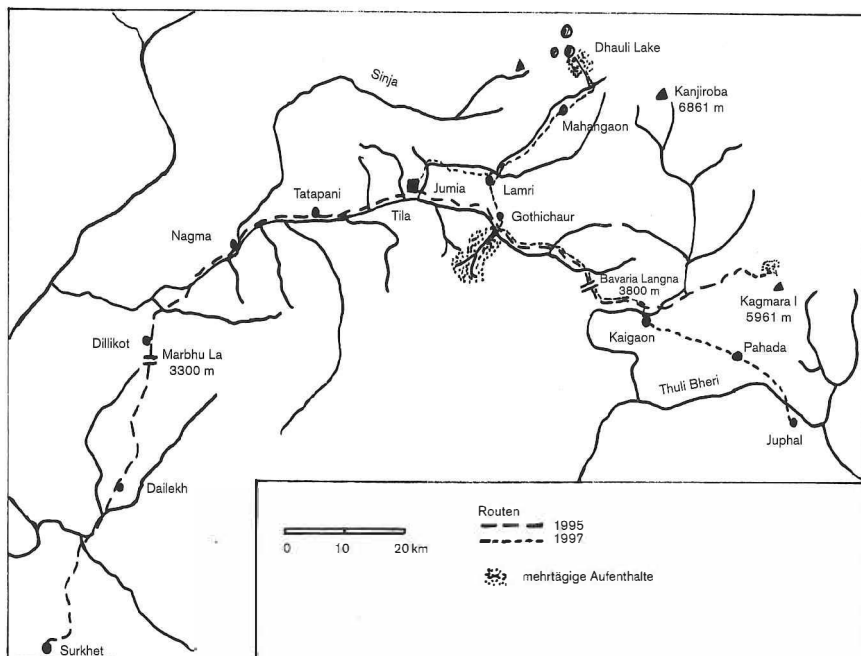 Dhauli Lake
Sinja
Kanjiroba
6861 m
Mahangaon
Jumia
Lamri
Tatapani
Tila
Gothichaur
Nagma
Bavaria Langna
3800 m
Kagmara I
5961 m
Dillikot
Marbhu La
3300 m
Kaigaon
Pahada
Thuli Bheri
Juphal
Dailekh
Surkhet
Routen
1995
1997
0 10 20 km
mehrtägige Aufenthalte